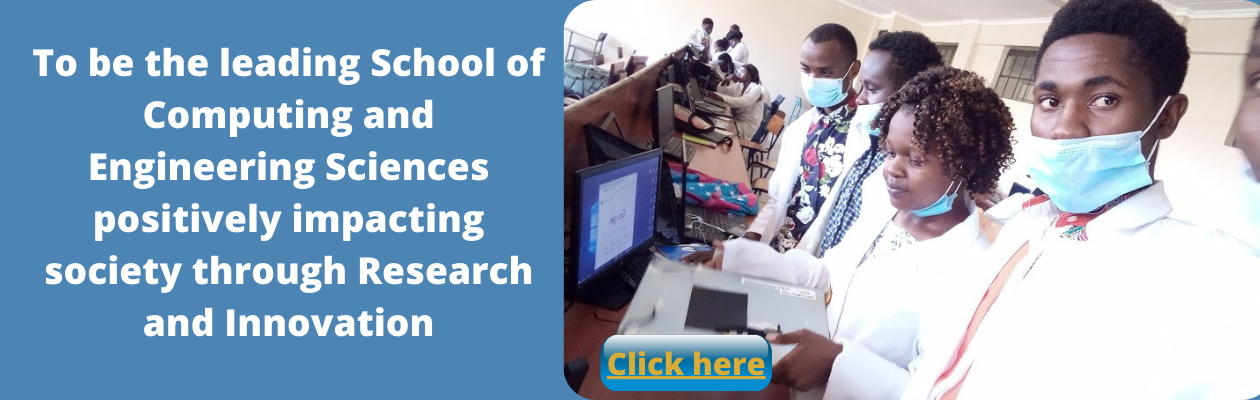 To be the leading School of
Computing and
Engineering Sciences
positively impacting
society through Research
and Innovation
Click here